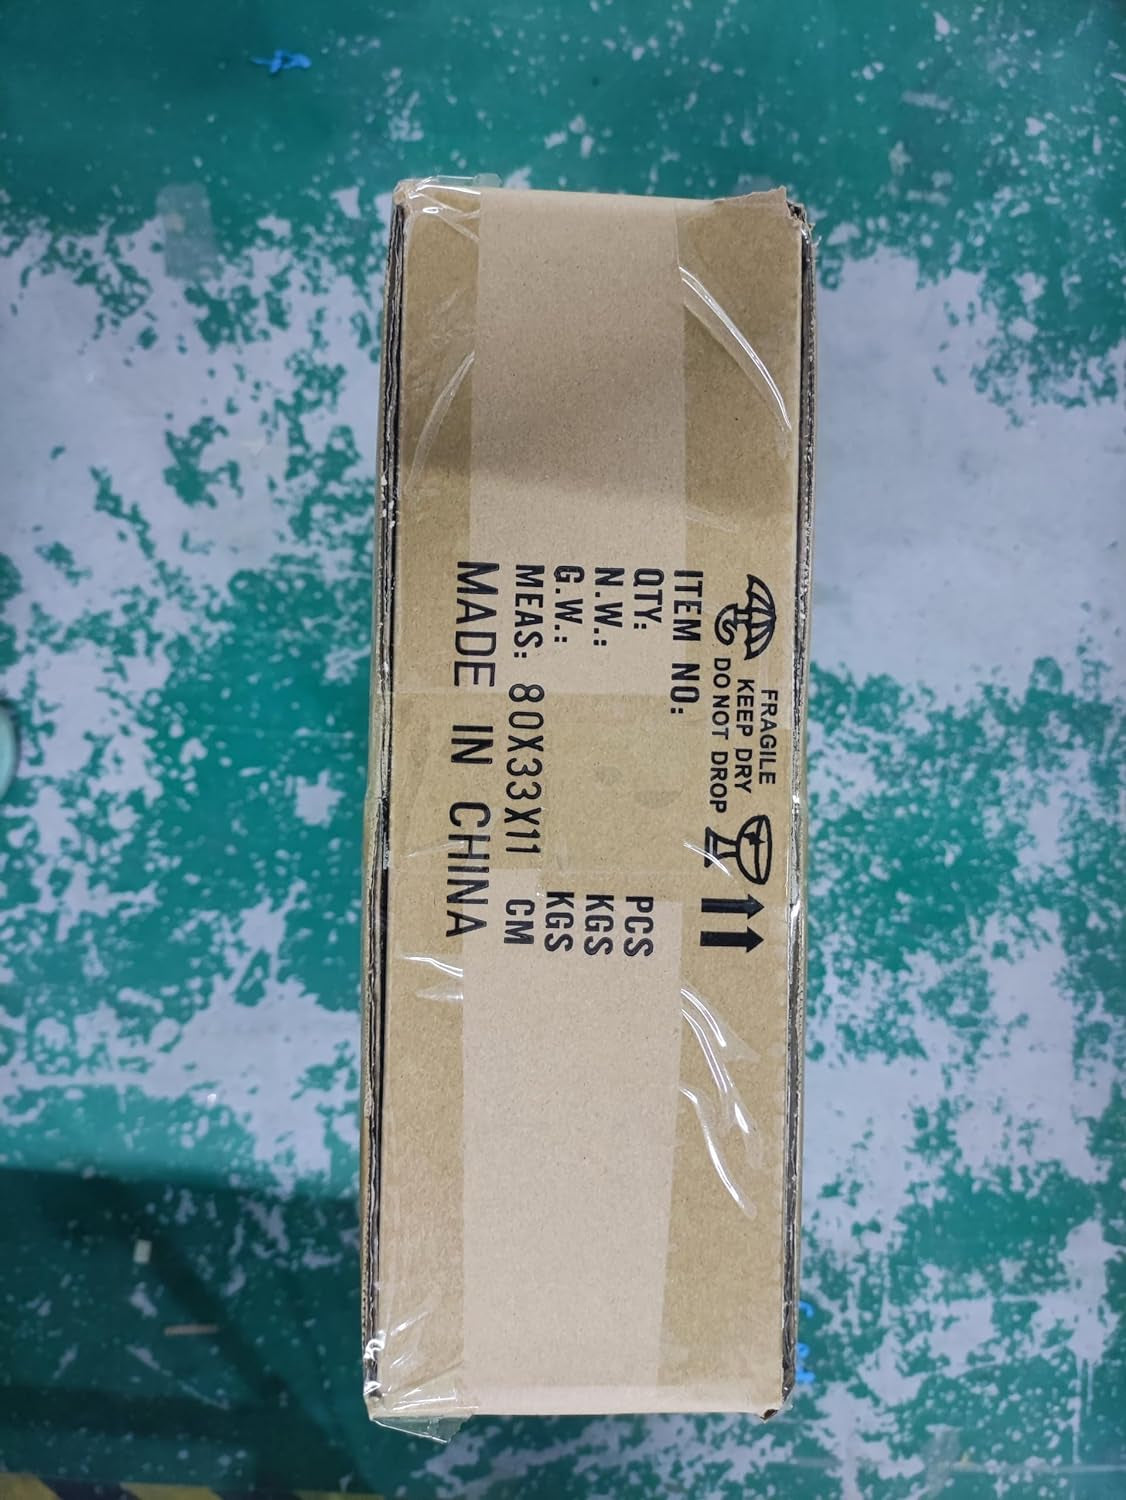 FRAGILE
KEEP DRY
DO NOT DROP
ITEM NO:
QTY: PCS
N.W.: KGS
G.W.: KGS
MEAS: 80X33X11 CM
MADE IN CHINA